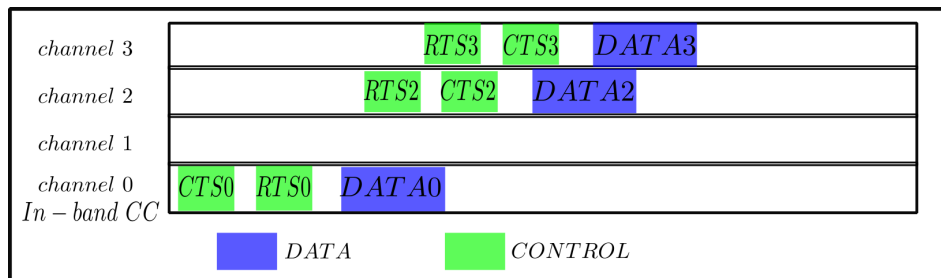 channel 3 RTS3 CTS3 DATA3
channel 2 RTS2 CTS2 DATA2
channel 1
channel 0 CTS0 RTS0 DATA0
In – band CC
DATA CONTROL